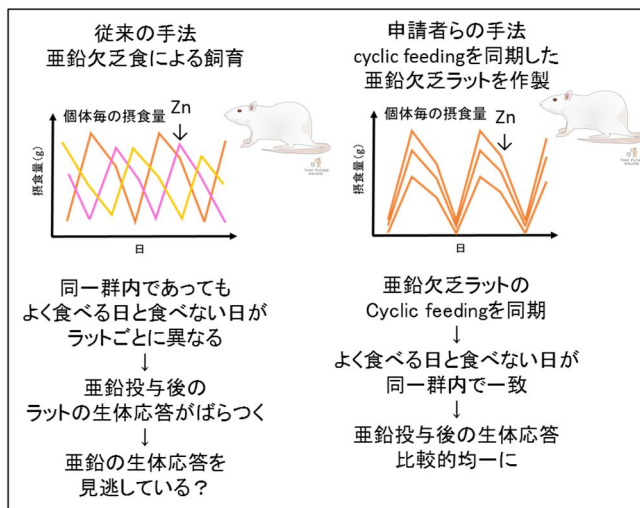 従来の手法
亜鉛欠乏食による飼育
個体毎の摂食量
Zn
摂食量(g)
日
同一群内であっても
よく食べる日と食べない日が
ラットごとに異なる
↓
亜鉛投与後の
ラットの生体応答がばらつく
↓
亜鉛の生体応答を
見逃している？
申請者らの手法
cyclic feedingを同期した
亜鉛欠乏ラットを作製
個体毎の摂食量
Zn
摂食量(g)
日
亜鉛欠乏ラットの
Cyclic feedingを同期
↓
よく食べる日と食べない日が
同一群内で一致
↓
亜鉛投与後の生体応答
比較的均一に